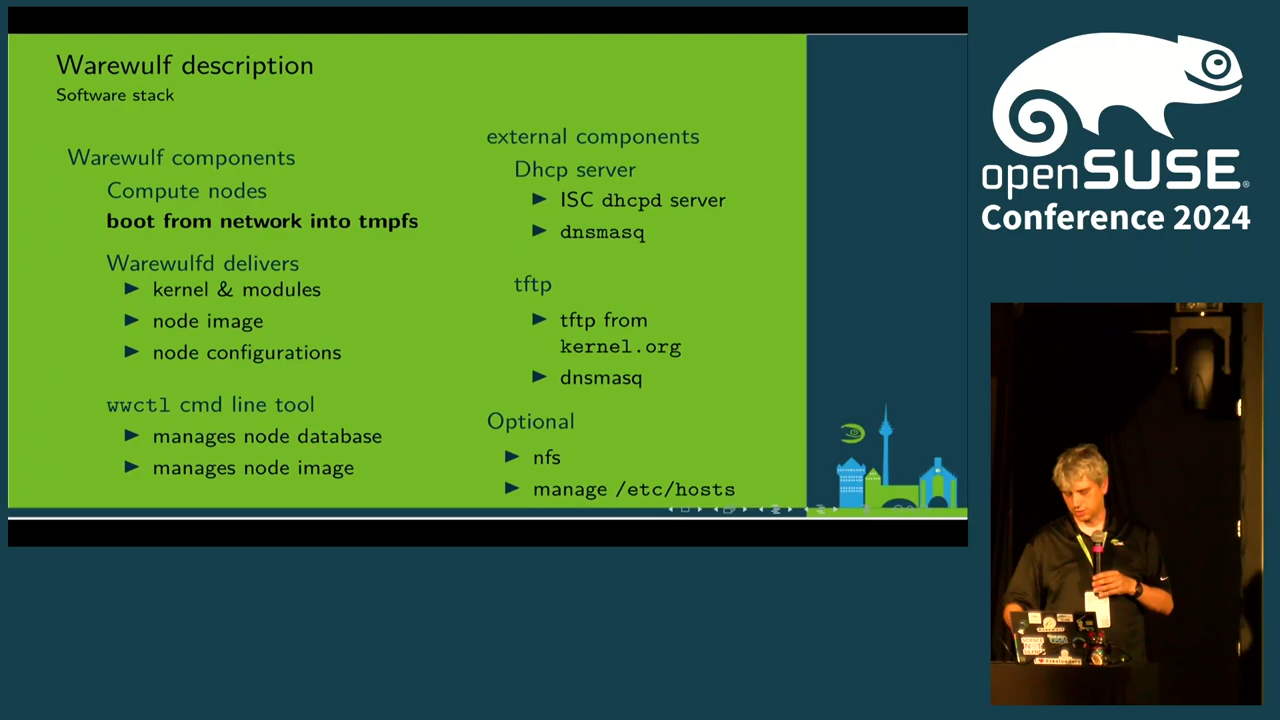 Warewulf description
Software stack
Warewulf components
Compute nodes
boot from network into tmpfs
Warewulfd delivers
kernel & modules
node image
node configurations
wwctl cmd line tool
manages node database
manages node image
external components
Dhcp server
ISC dhcpd server
dnsmasq
tftp
tftp from
kernel.org
dnsmasq
Optional
nfs
manage /etc/hosts
openSUSE
Conference 2024